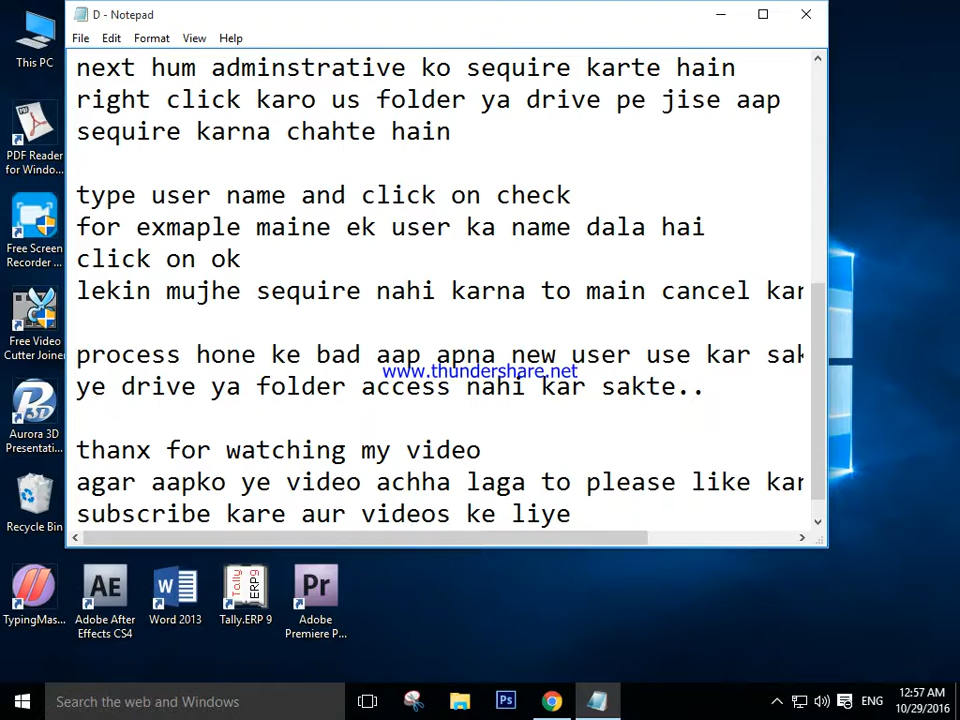 D - Notepad
File Edit Format View Help
next hum adminstrative ko sequire karte hain
right click karo us folder ya drive pe jise aap
sequire karna chahte hain
type user name and click on check
for exmaple maine ek user ka name dala hai
click on ok
lekin mujhe sequire nahi karna to main cancel kar
process hone ke bad aap apna new user use kar sak
www.thundershare.net
ye drive ya folder access nahi kar sakte..
thanx for watching my video
agar aapko ye video achha laga to please like kar
subscribe kare aur videos ke liye
This PC
PDF Reader
for Windo...
Free Screen
Recorder ...
Free Video
Cutter Joiner
Aurora 3D
Presentati...
Recycle Bin
TypingMas...
Adobe After
Effects CS4
Word 2013
Tally.ERP 9
Adobe
Premiere P...
AE
W
Tally
ERP9
Pr
Search the web and Windows
Ps
ENG
12:57 AM
10/29/2016